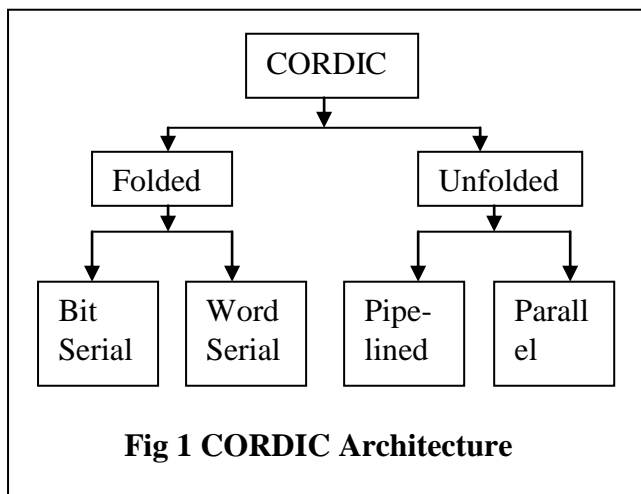 CORDIC
Folded
Unfolded
Bit
Serial
Word
Serial
Pipe-
lined
Parall
el
Fig 1 CORDIC Architecture